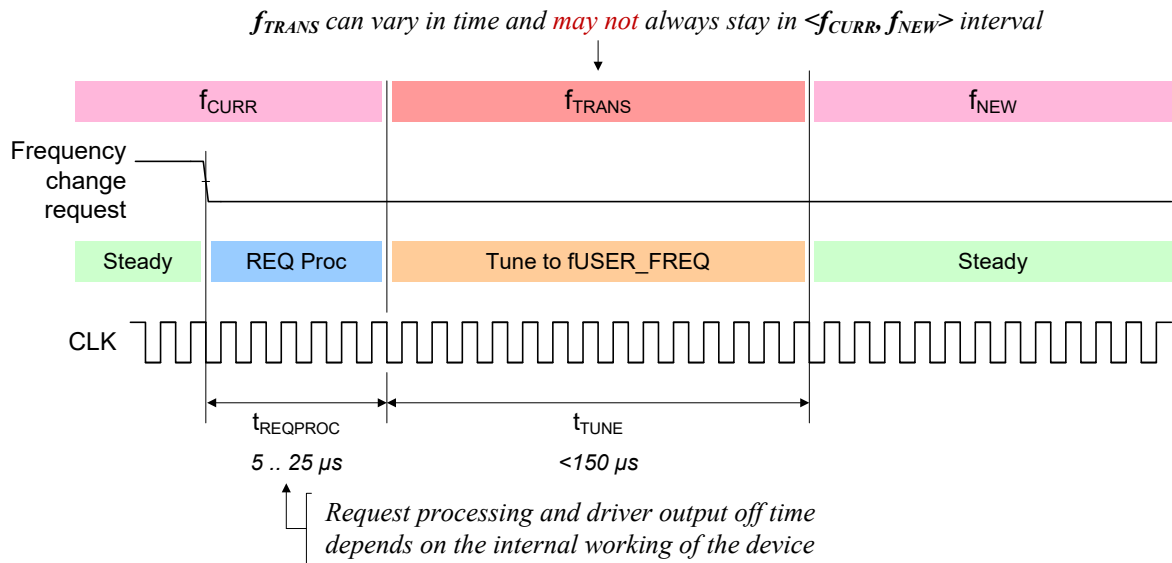 fTRANS can vary in time and may not always stay in <fCURR, fNEW> interval
fCURR
fTRANS
fNEW
Frequency
change
request
Steady
REQ Proc
Tune to fUSER_FREQ
Steady
CLK
tREQPROC
tTUNE
5 .. 25 µs
<150 µs
Request processing and driver output off time
depends on the internal working of the device